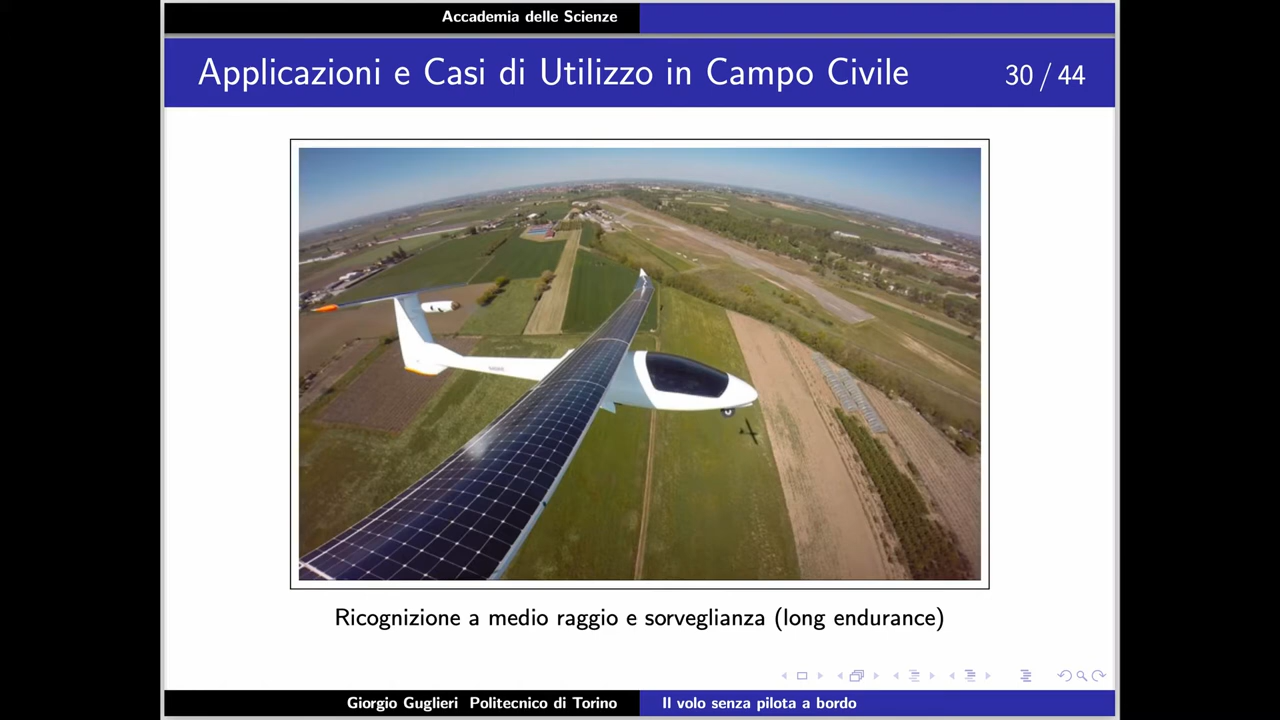 Accademia delle Scienze
Applicazioni e Casi di Utilizzo in Campo Civile 30 / 44
Ricognizione a medio raggio e sorveglianza (long endurance)
Giorgio Guglieri Politecnico di Torino Il volo senza pilota a bordo